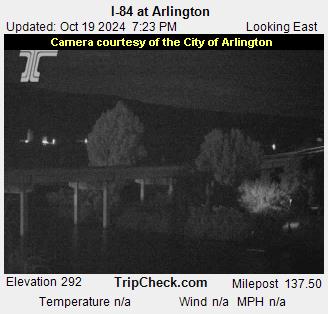 I-84 at Arlington
Updated: Oct 19 2024 7:23 PM Looking East
Camera courtesy of the City of Arlington
Elevation 292 TripCheck.com Milepost 137.50
Temperature n/a Wind n/a MPH n/a